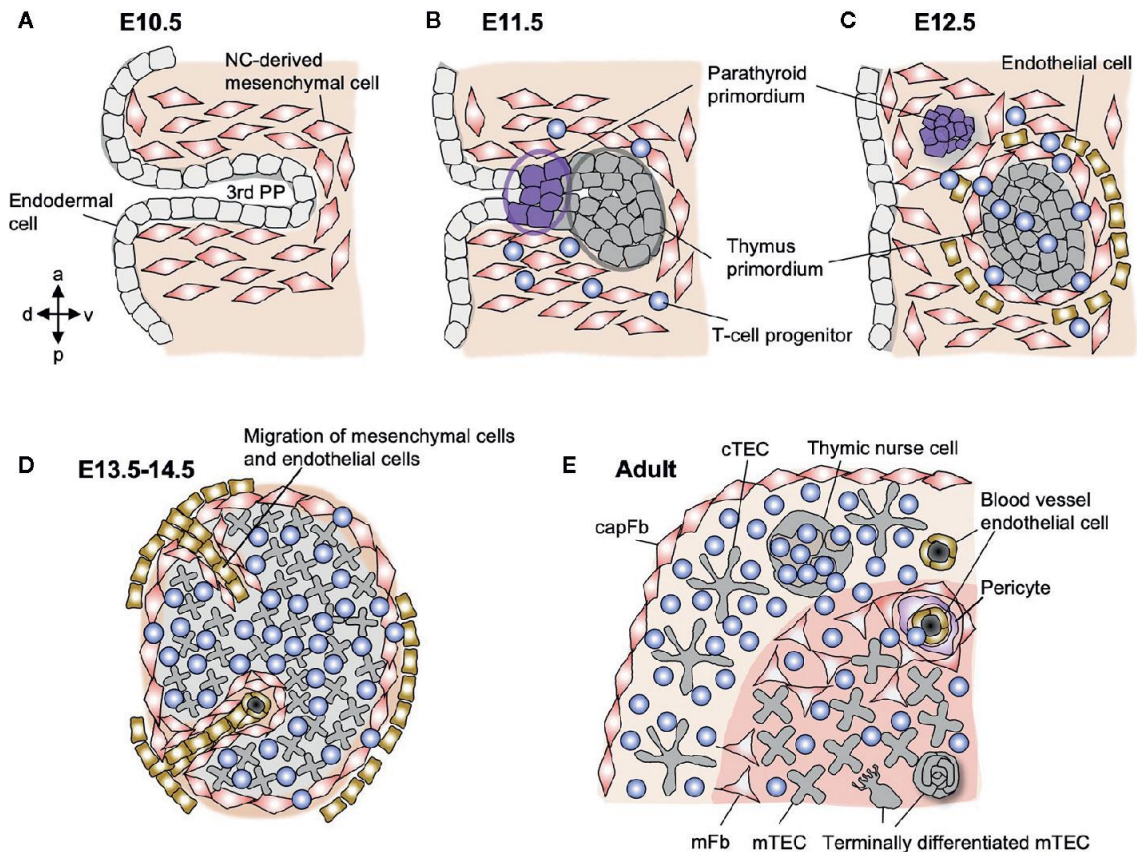 A
E10.5
NC-derived
mesenchymal cell
3rd PP
Endodermal
cell
a
d
v
p
B
E11.5
Parathyroid
primordium
Thymus
primordium
T-cell progenitor
C
E12.5
Endothelial cell
D
E13.5-14.5
Migration of mesenchymal cells
and endothelial cells
E
Adult
cTEC
Thymic nurse cell
capFb
Blood vessel
endothelial cell
Pericyte
mFb
mTEC
Terminally differentiated mTEC